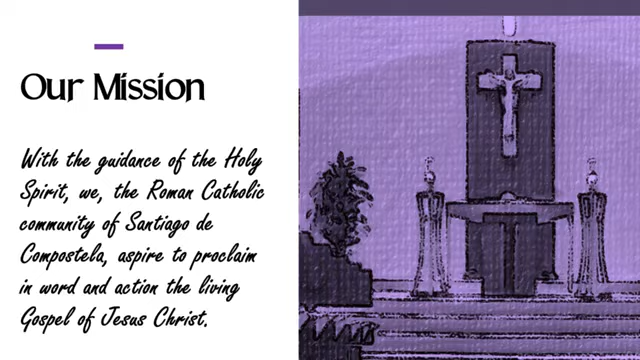 Our Mission
With the guidance of the Holy
Spirit, we, the Roman Catholic
community of Santiago de
Compostela, aspire to proclaim
in word and action the living
Gospel of Jesus Christ.